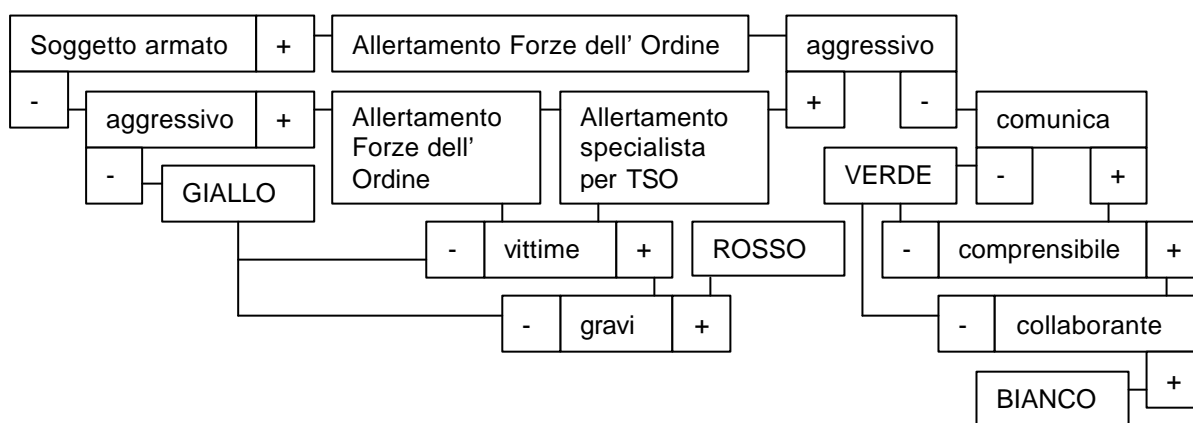 Soggetto armato + Allertamento Forze dell' Ordine aggressivo
- aggressivo + Allertamento Forze dell' Ordine Allertamento specialista per TSO + - comunica
- GIALLO VERDE - +
- vittime + ROSSO - comprensibile +
- gravi + - collaborante +
BIANCO